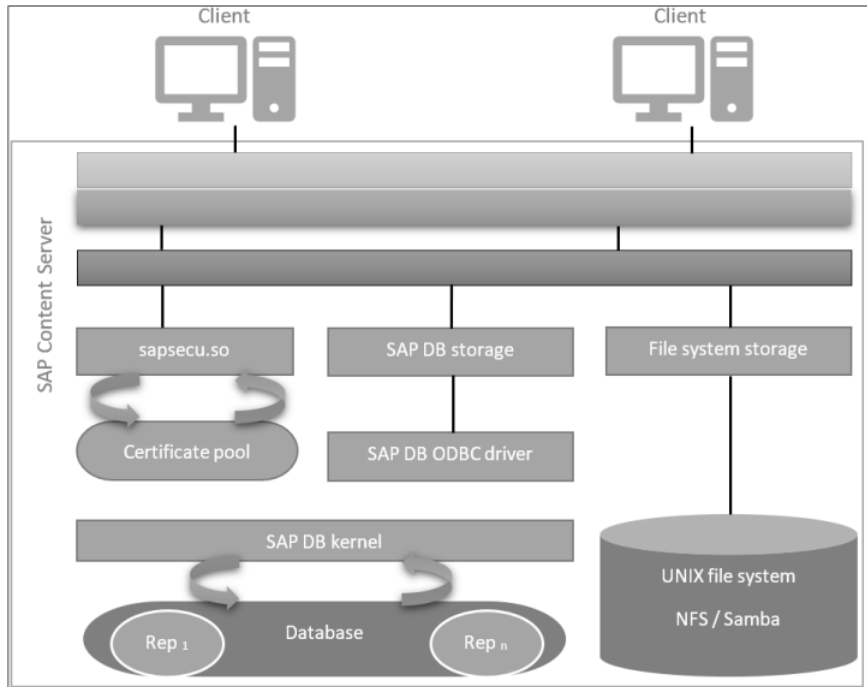 Client
Client
SAP Content Server
sapsecu.so
SAP DB storage
File system storage
Certificate pool
SAP DB ODBC driver
SAP DB kernel
UNIX file system
NFS / Samba
Database
Rep 1
Rep n